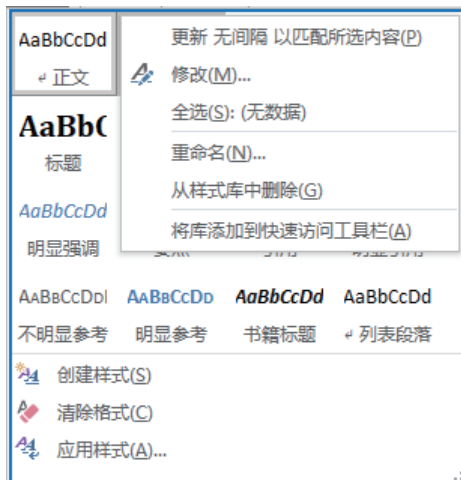 AaBbCcDd
↵ 正文
更新 无间隔 以匹配所选内容(P)
修改(M)...
全选(S): (无数据)
重命名(N)...
从样式库中删除(G)
将库添加到快速访问工具栏(A)
AaBb(
标题
AaBbCcDd
明显强调
AABBCCDDI AABBCCDD AaBbCcDd AaBbCcDd
不明显参考 明显参考 书籍标题 ↵ 列表段落
创建样式(S)
清除格式(C)
应用样式(A)...